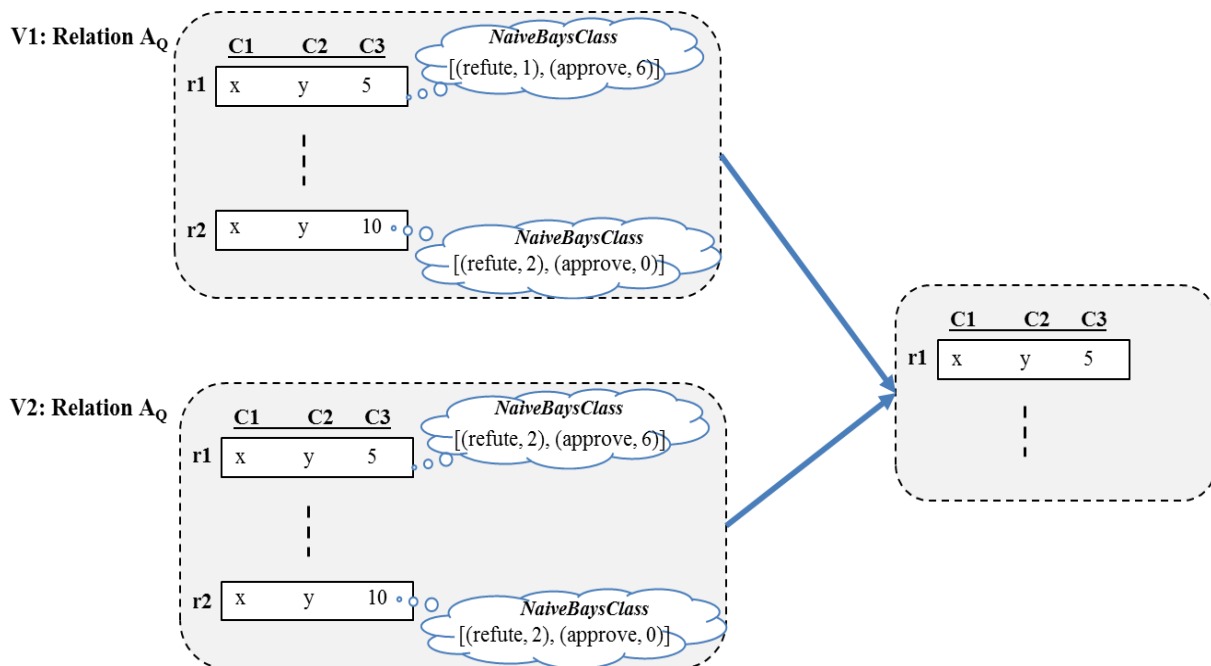 V1: Relation AQ
C1 C2 C3
r1 x y 5
NaiveBaysClass
[(refute, 1), (approve, 6)]
r2 x y 10
NaiveBaysClass
[(refute, 2), (approve, 0)]
V2: Relation AQ
C1 C2 C3
r1 x y 5
NaiveBaysClass
[(refute, 2), (approve, 6)]
r2 x y 10
NaiveBaysClass
[(refute, 2), (approve, 0)]
C1 C2 C3
r1 x y 5